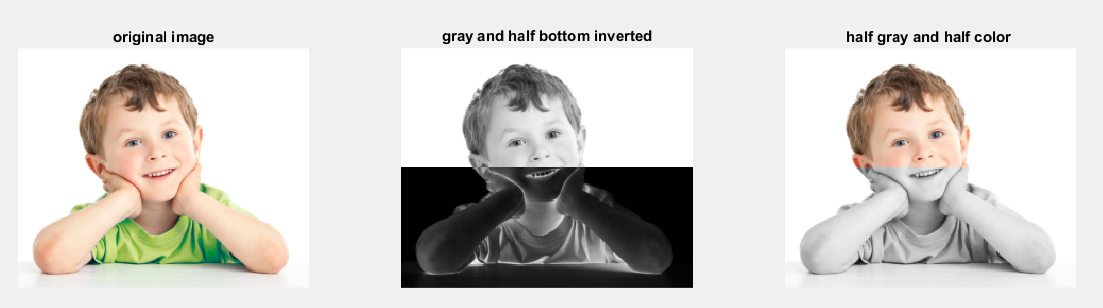 original image
gray and half bottom inverted
half gray and half color